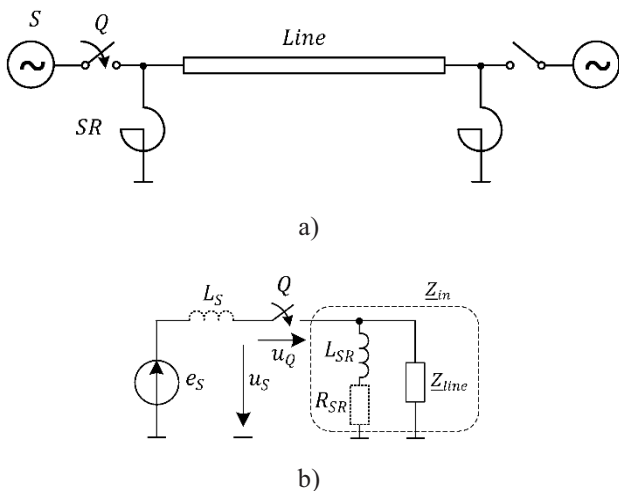 S Q Line
SR
a)
L_S Q Z_in
e_S u_S u_Q L_SR R_SR Z_line
b)